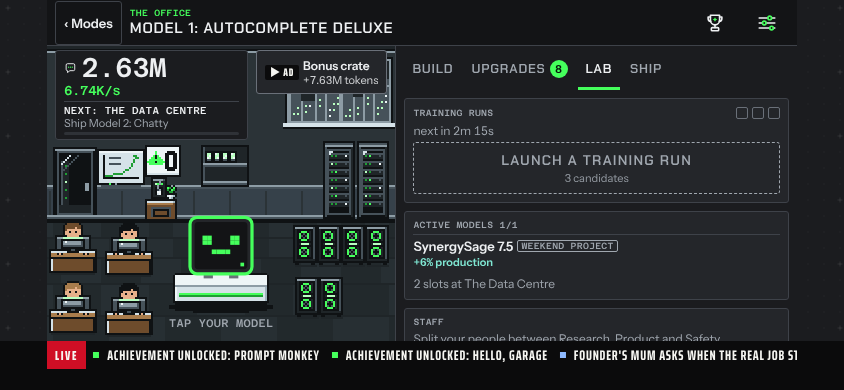 ‹ Modes
THE OFFICE
MODEL 1: AUTOCOMPLETE DELUXE
2.63M
6.74K/s
NEXT: THE DATA CENTRE
Ship Model 2: Chatty
AD
Bonus crate
+7.63M tokens
TAP YOUR MODEL
BUILD UPGRADES 8 LAB SHIP
TRAINING RUNS
next in 2m 15s
LAUNCH A TRAINING RUN
3 candidates
ACTIVE MODELS 1/1
SynergySage 7.5 WEEKEND PROJECT
+6% production
2 slots at The Data Centre
STAFF
Split your people between Research, Product and Safety.
LIVE ACHIEVEMENT UNLOCKED: PROMPT MONKEY ACHIEVEMENT UNLOCKED: HELLO, GARAGE FOUNDER'S MUM ASKS WHEN THE REAL JOB